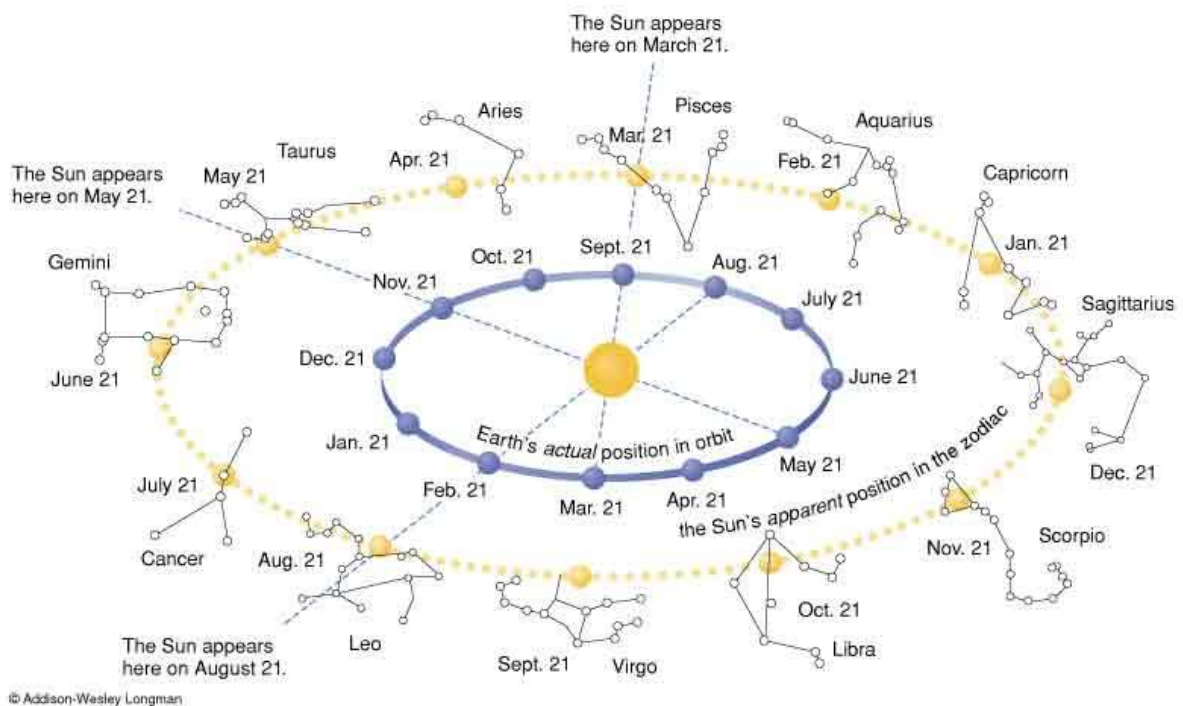 The Sun appears
here on March 21.
Aries
Pisces
Mar. 21
Aquarius
Taurus
Apr. 21
Feb. 21
Capricorn
The Sun appears
here on May 21.
May 21
Jan. 21
Gemini
Oct. 21
Sept. 21
Aug. 21
Nov. 21
July 21
Sagittarius
Dec. 21
June 21
June 21
Jan. 21
Earth's actual position in orbit
May 21
Feb. 21
Mar. 21
Apr. 21
the Sun's apparent position in the zodiac
Dec. 21
July 21
Cancer
Aug. 21
Nov. 21
Scorpio
Leo
Sept. 21
Virgo
Oct. 21
Libra
The Sun appears
here on August 21.
© Addison-Wesley Longman